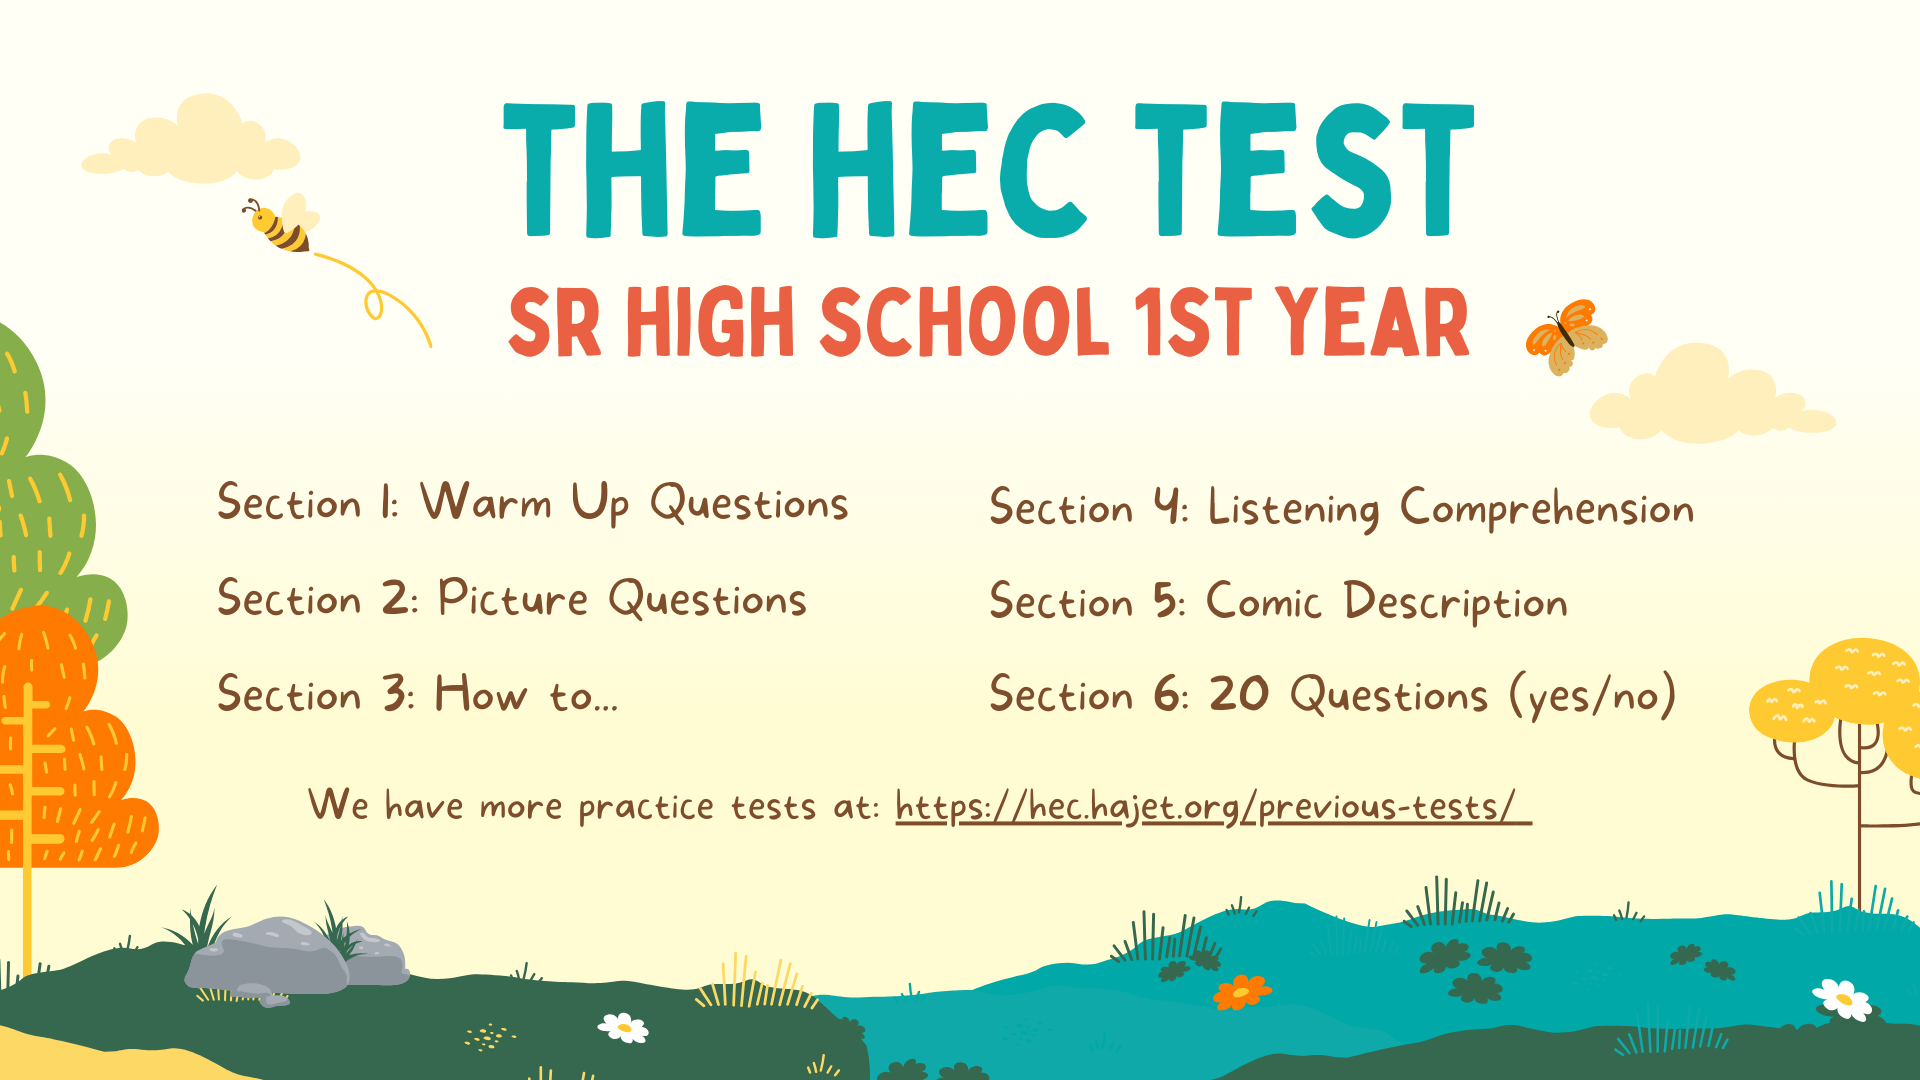 THE HEC TEST
SR HIGH SCHOOL 1ST YEAR
Section 1: Warm Up Questions
Section 2: Picture Questions
Section 3: How to...
Section 4: Listening Comprehension
Section 5: Comic Description
Section 6: 20 Questions (yes/no)
We have more practice tests at: https://hec.hajet.org/previous-tests/